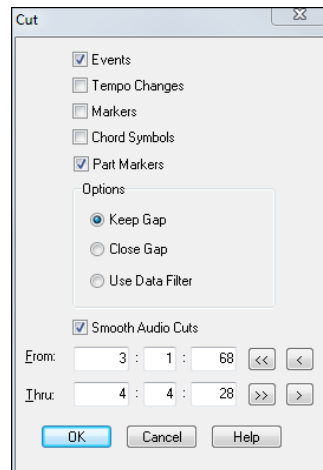 Cut
Events
Tempo Changes
Markers
Chord Symbols
Part Markers
Options
Keep Gap
Close Gap
Use Data Filter
Smooth Audio Cuts
From: 3 : 1 : 68 << <
Thru: 4 : 4 : 28 >> >
OK Cancel Help